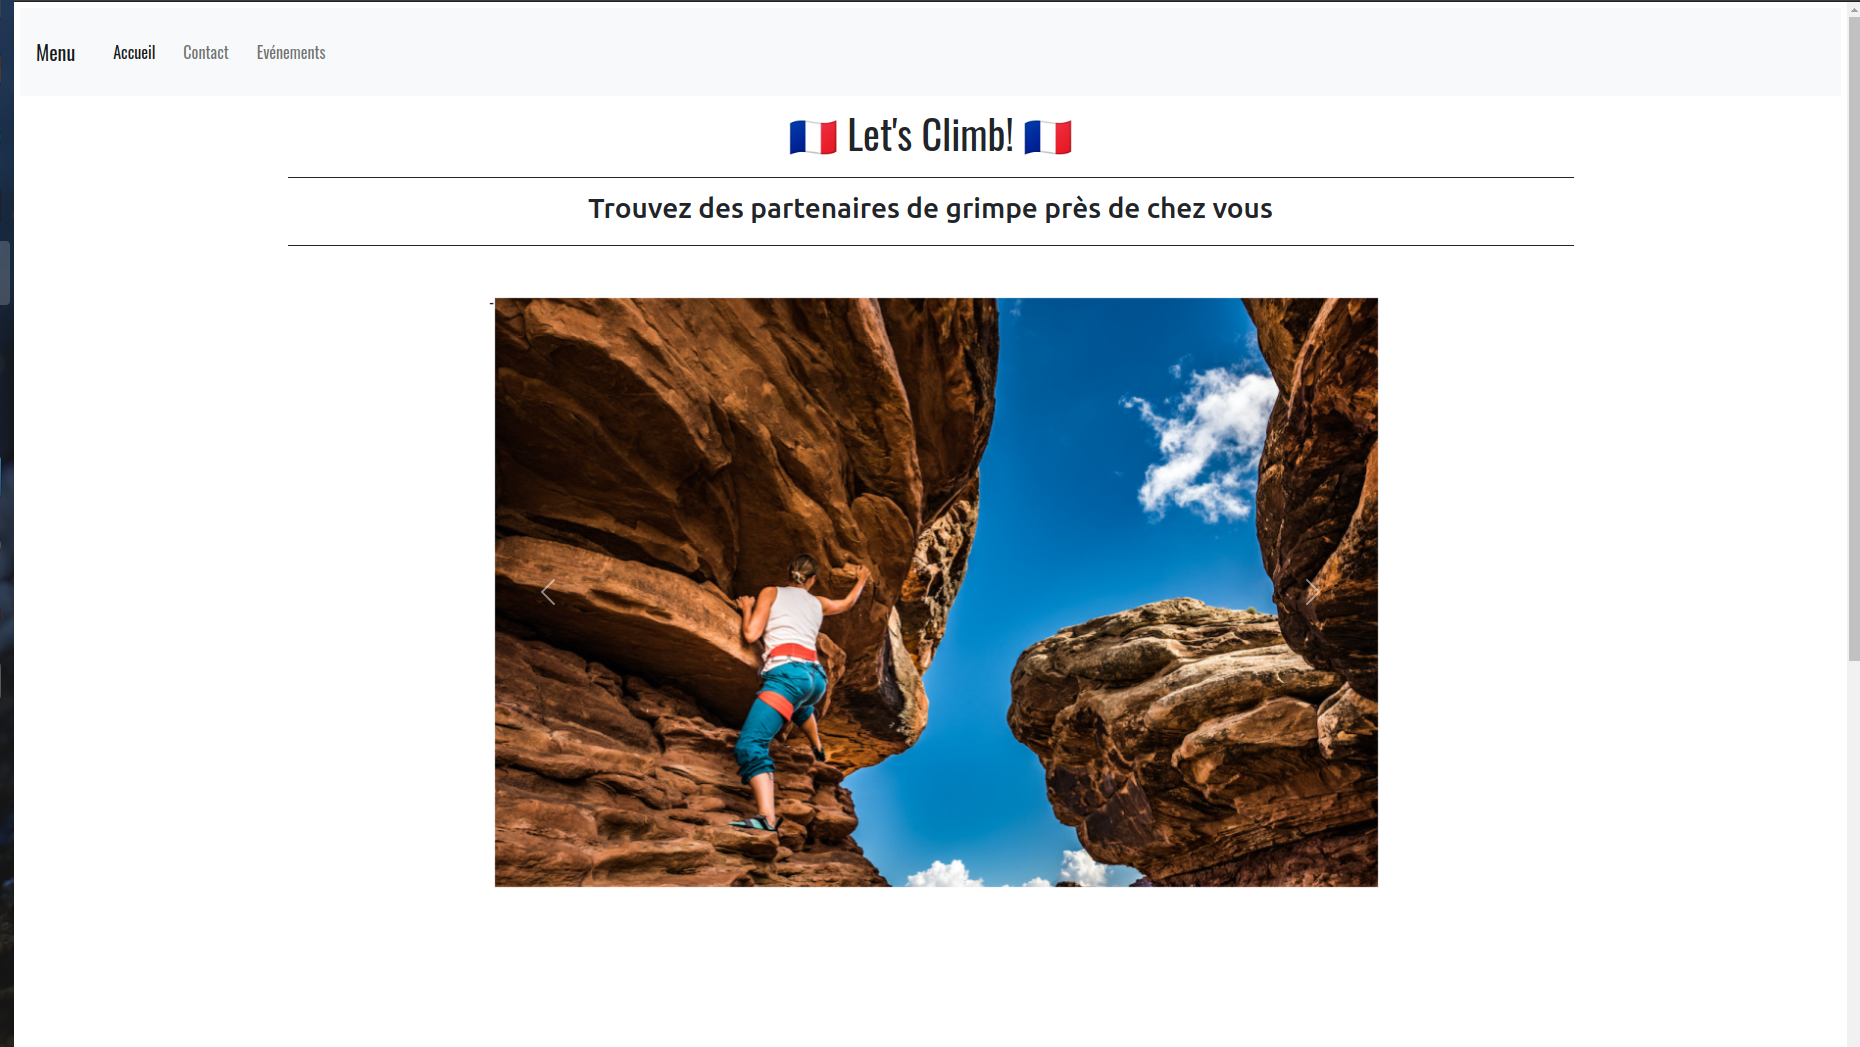 Menu Accueil Contact Evénements
🇫🇷 Let's Climb! 🇫🇷
Trouvez des partenaires de grimpe près de chez vous
-